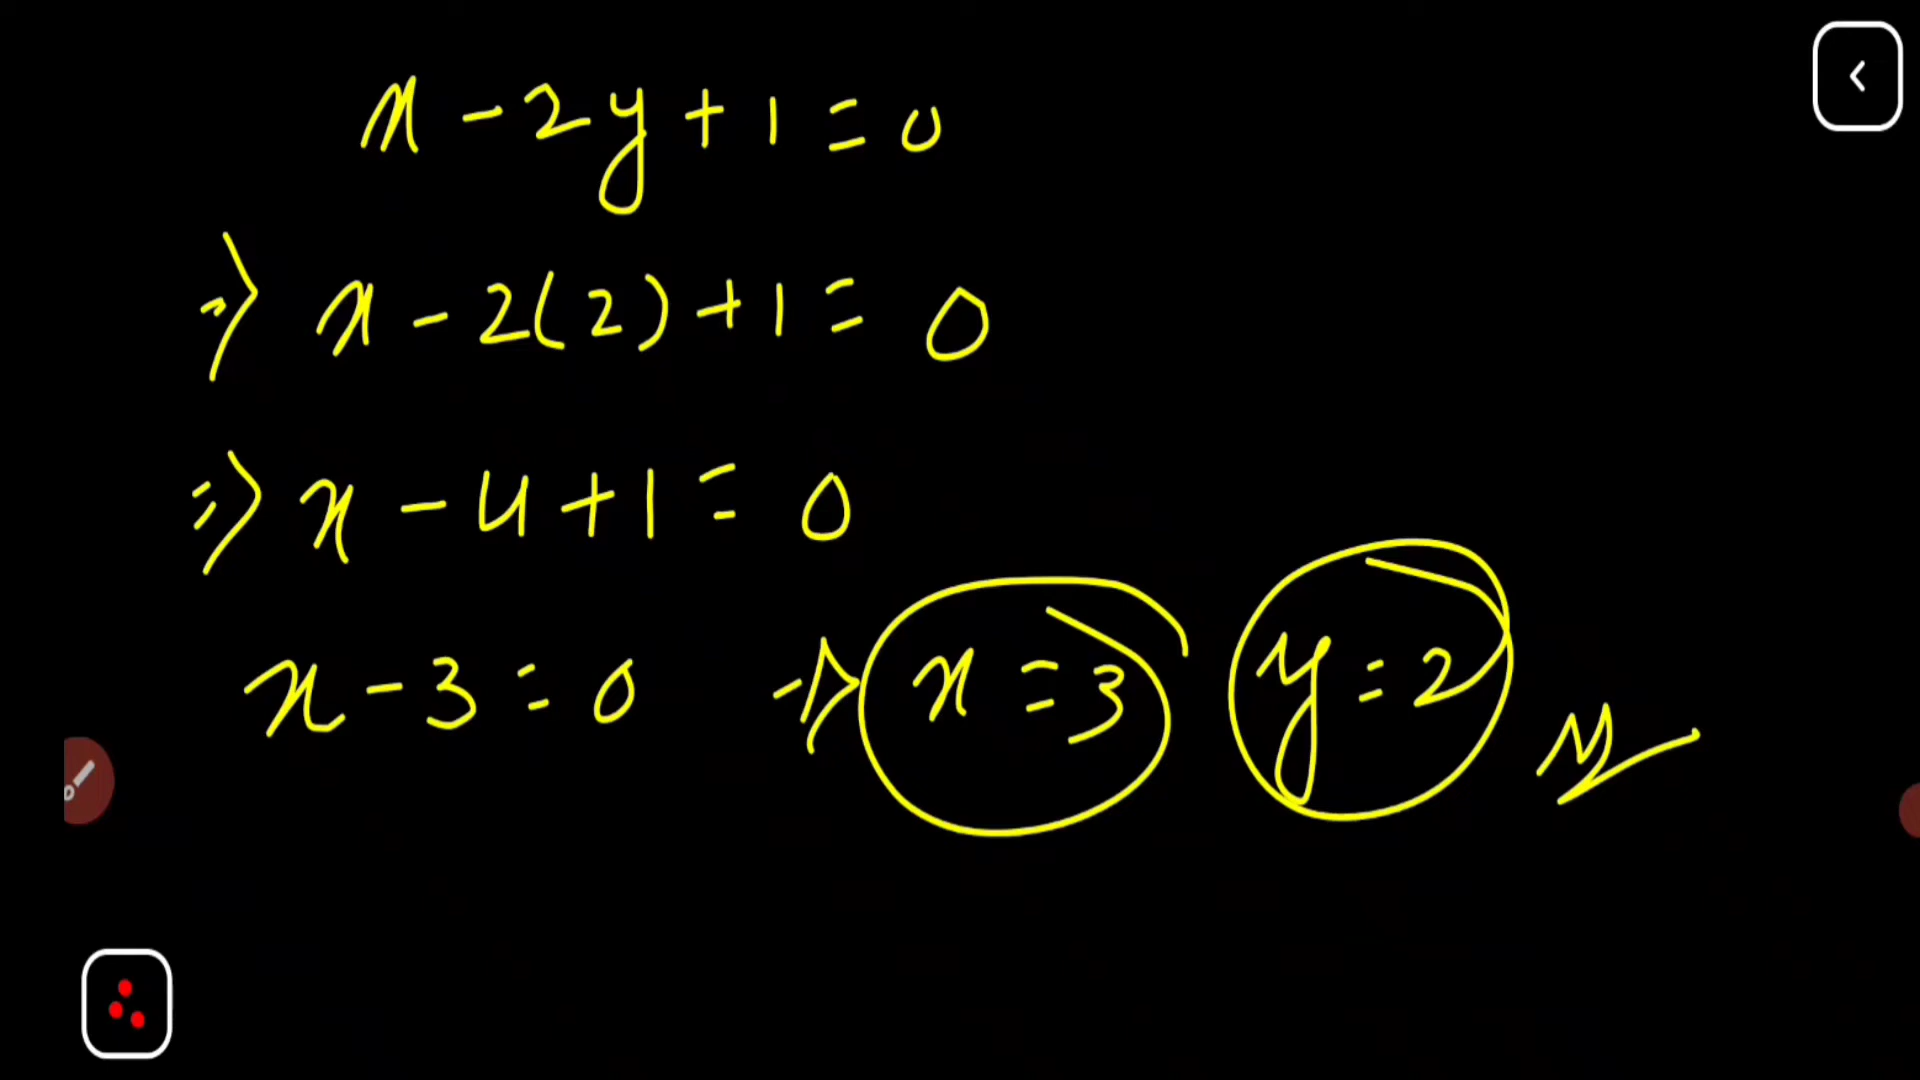 x - 2y + 1 = 0
⇒ x - 2(2) + 1 = 0
⇒ x - 4 + 1 = 0
x - 3 = 0 ⇒ x = 3 y = 2